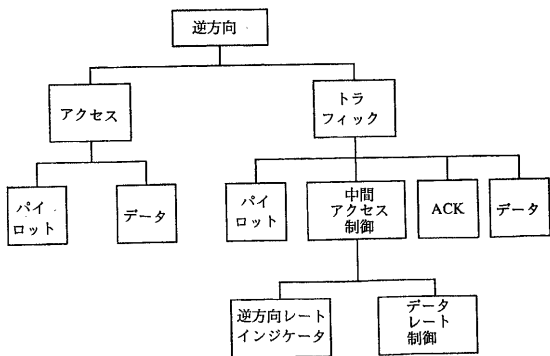 逆方向
アクセス
トラ
フィック
パイ
ロット
データ
パイ
ロット
中間
アクセス
制御
ACK
データ
逆方向レート
インジケータ
データ
レート
制御